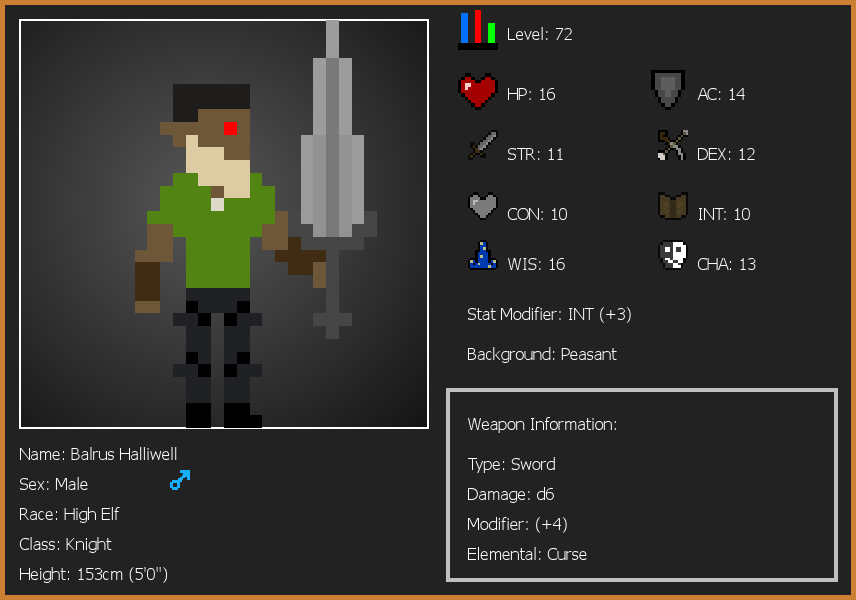 Level: 72
HP: 16
AC: 14
STR: 11
DEX: 12
CON: 10
INT: 10
WIS: 16
CHA: 13
Stat Modifier: INT (+3)
Background: Peasant
Weapon Information:
Type: Sword
Damage: d6
Modifier: (+4)
Elemental: Curse
Name: Balrus Halliwell
Sex: Male
Race: High Elf
Class: Knight
Height: 153cm (5'0")